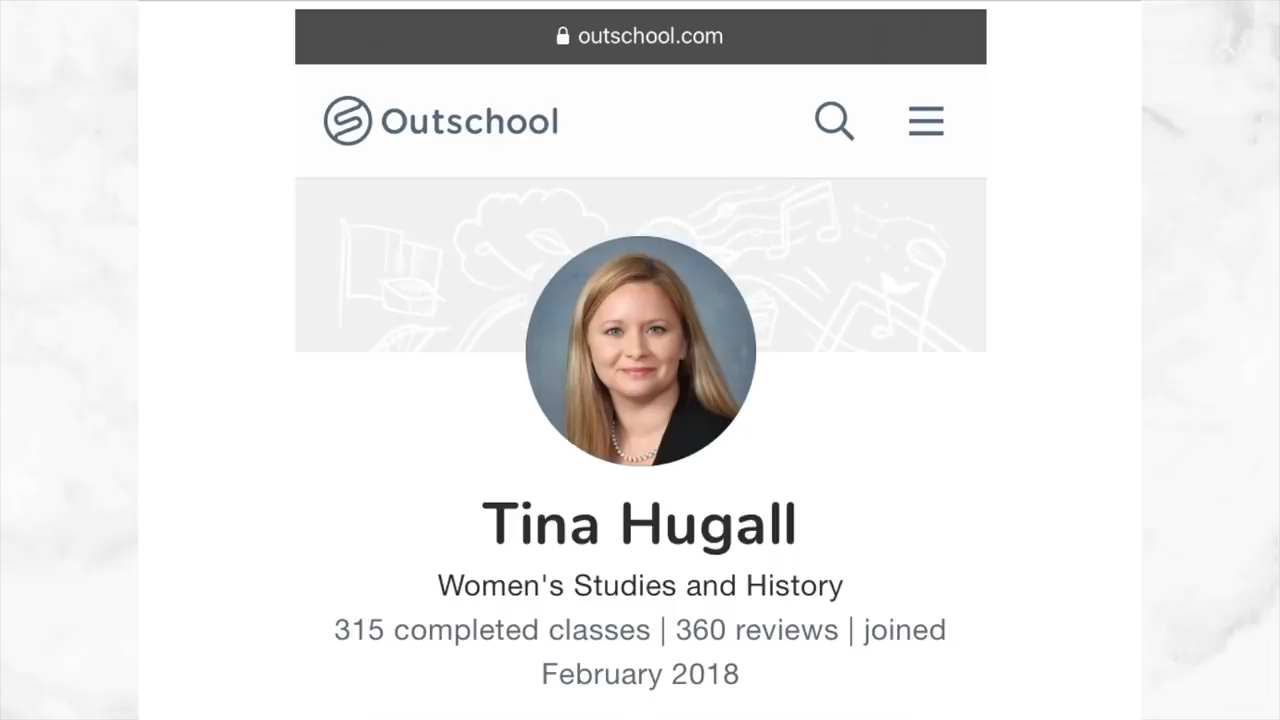 outschool.com
Outschool
Tina Hugall
Women's Studies and History
315 completed classes | 360 reviews | joined
February 2018